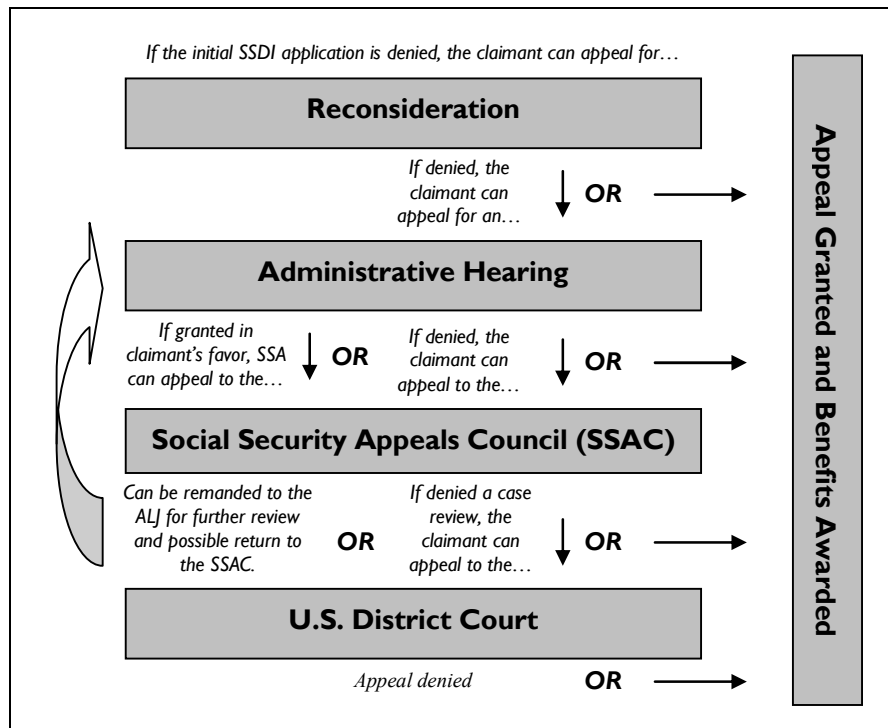 If the initial SSDI application is denied, the claimant can appeal for…
Reconsideration
If denied, the
claimant can
appeal for an…
OR
Administrative Hearing
If granted in
claimant's favor, SSA
can appeal to the…
OR
If denied, the
claimant can
appeal to the…
OR
Social Security Appeals Council (SSAC)
Can be remanded to the
ALJ for further review
and possible return to
the SSAC.
OR
If denied a case
review, the
claimant can
appeal to the…
OR
U.S. District Court
Appeal denied
OR
Appeal Granted and Benefits Awarded